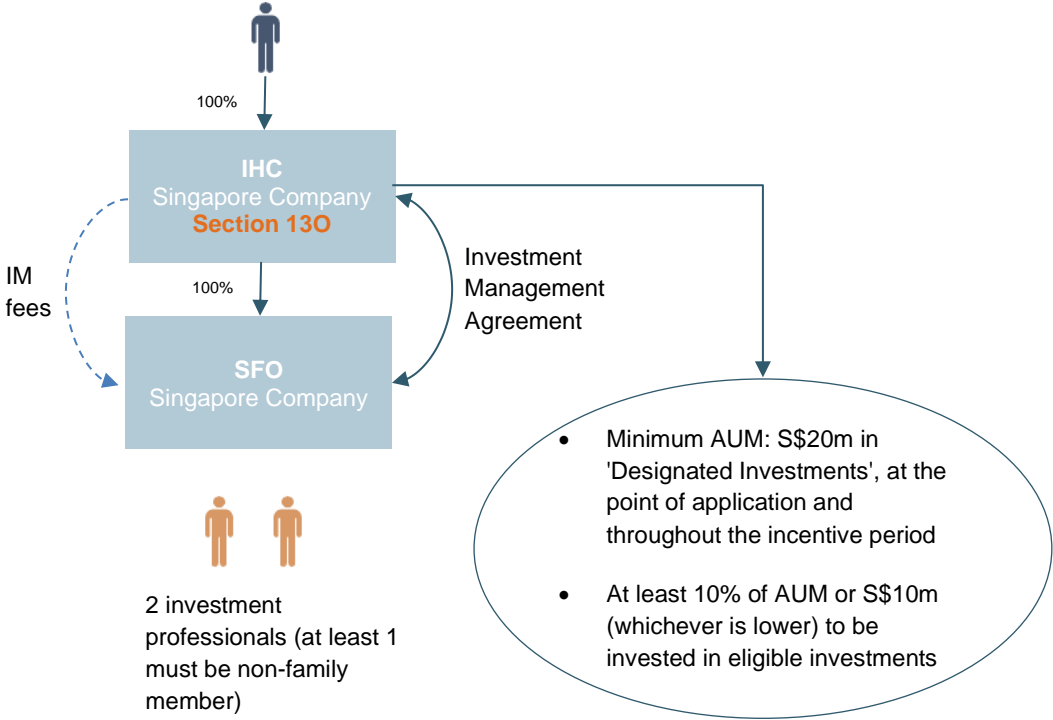 100%
IHC
Singapore Company
Section 13O
IM
fees
100%
Investment
Management
Agreement
SFO
Singapore Company
• Minimum AUM: S$20m in
'Designated Investments', at the
point of application and
throughout the incentive period
• At least 10% of AUM or S$10m
(whichever is lower) to be
invested in eligible investments
2 investment
professionals (at least 1
must be non-family
member)